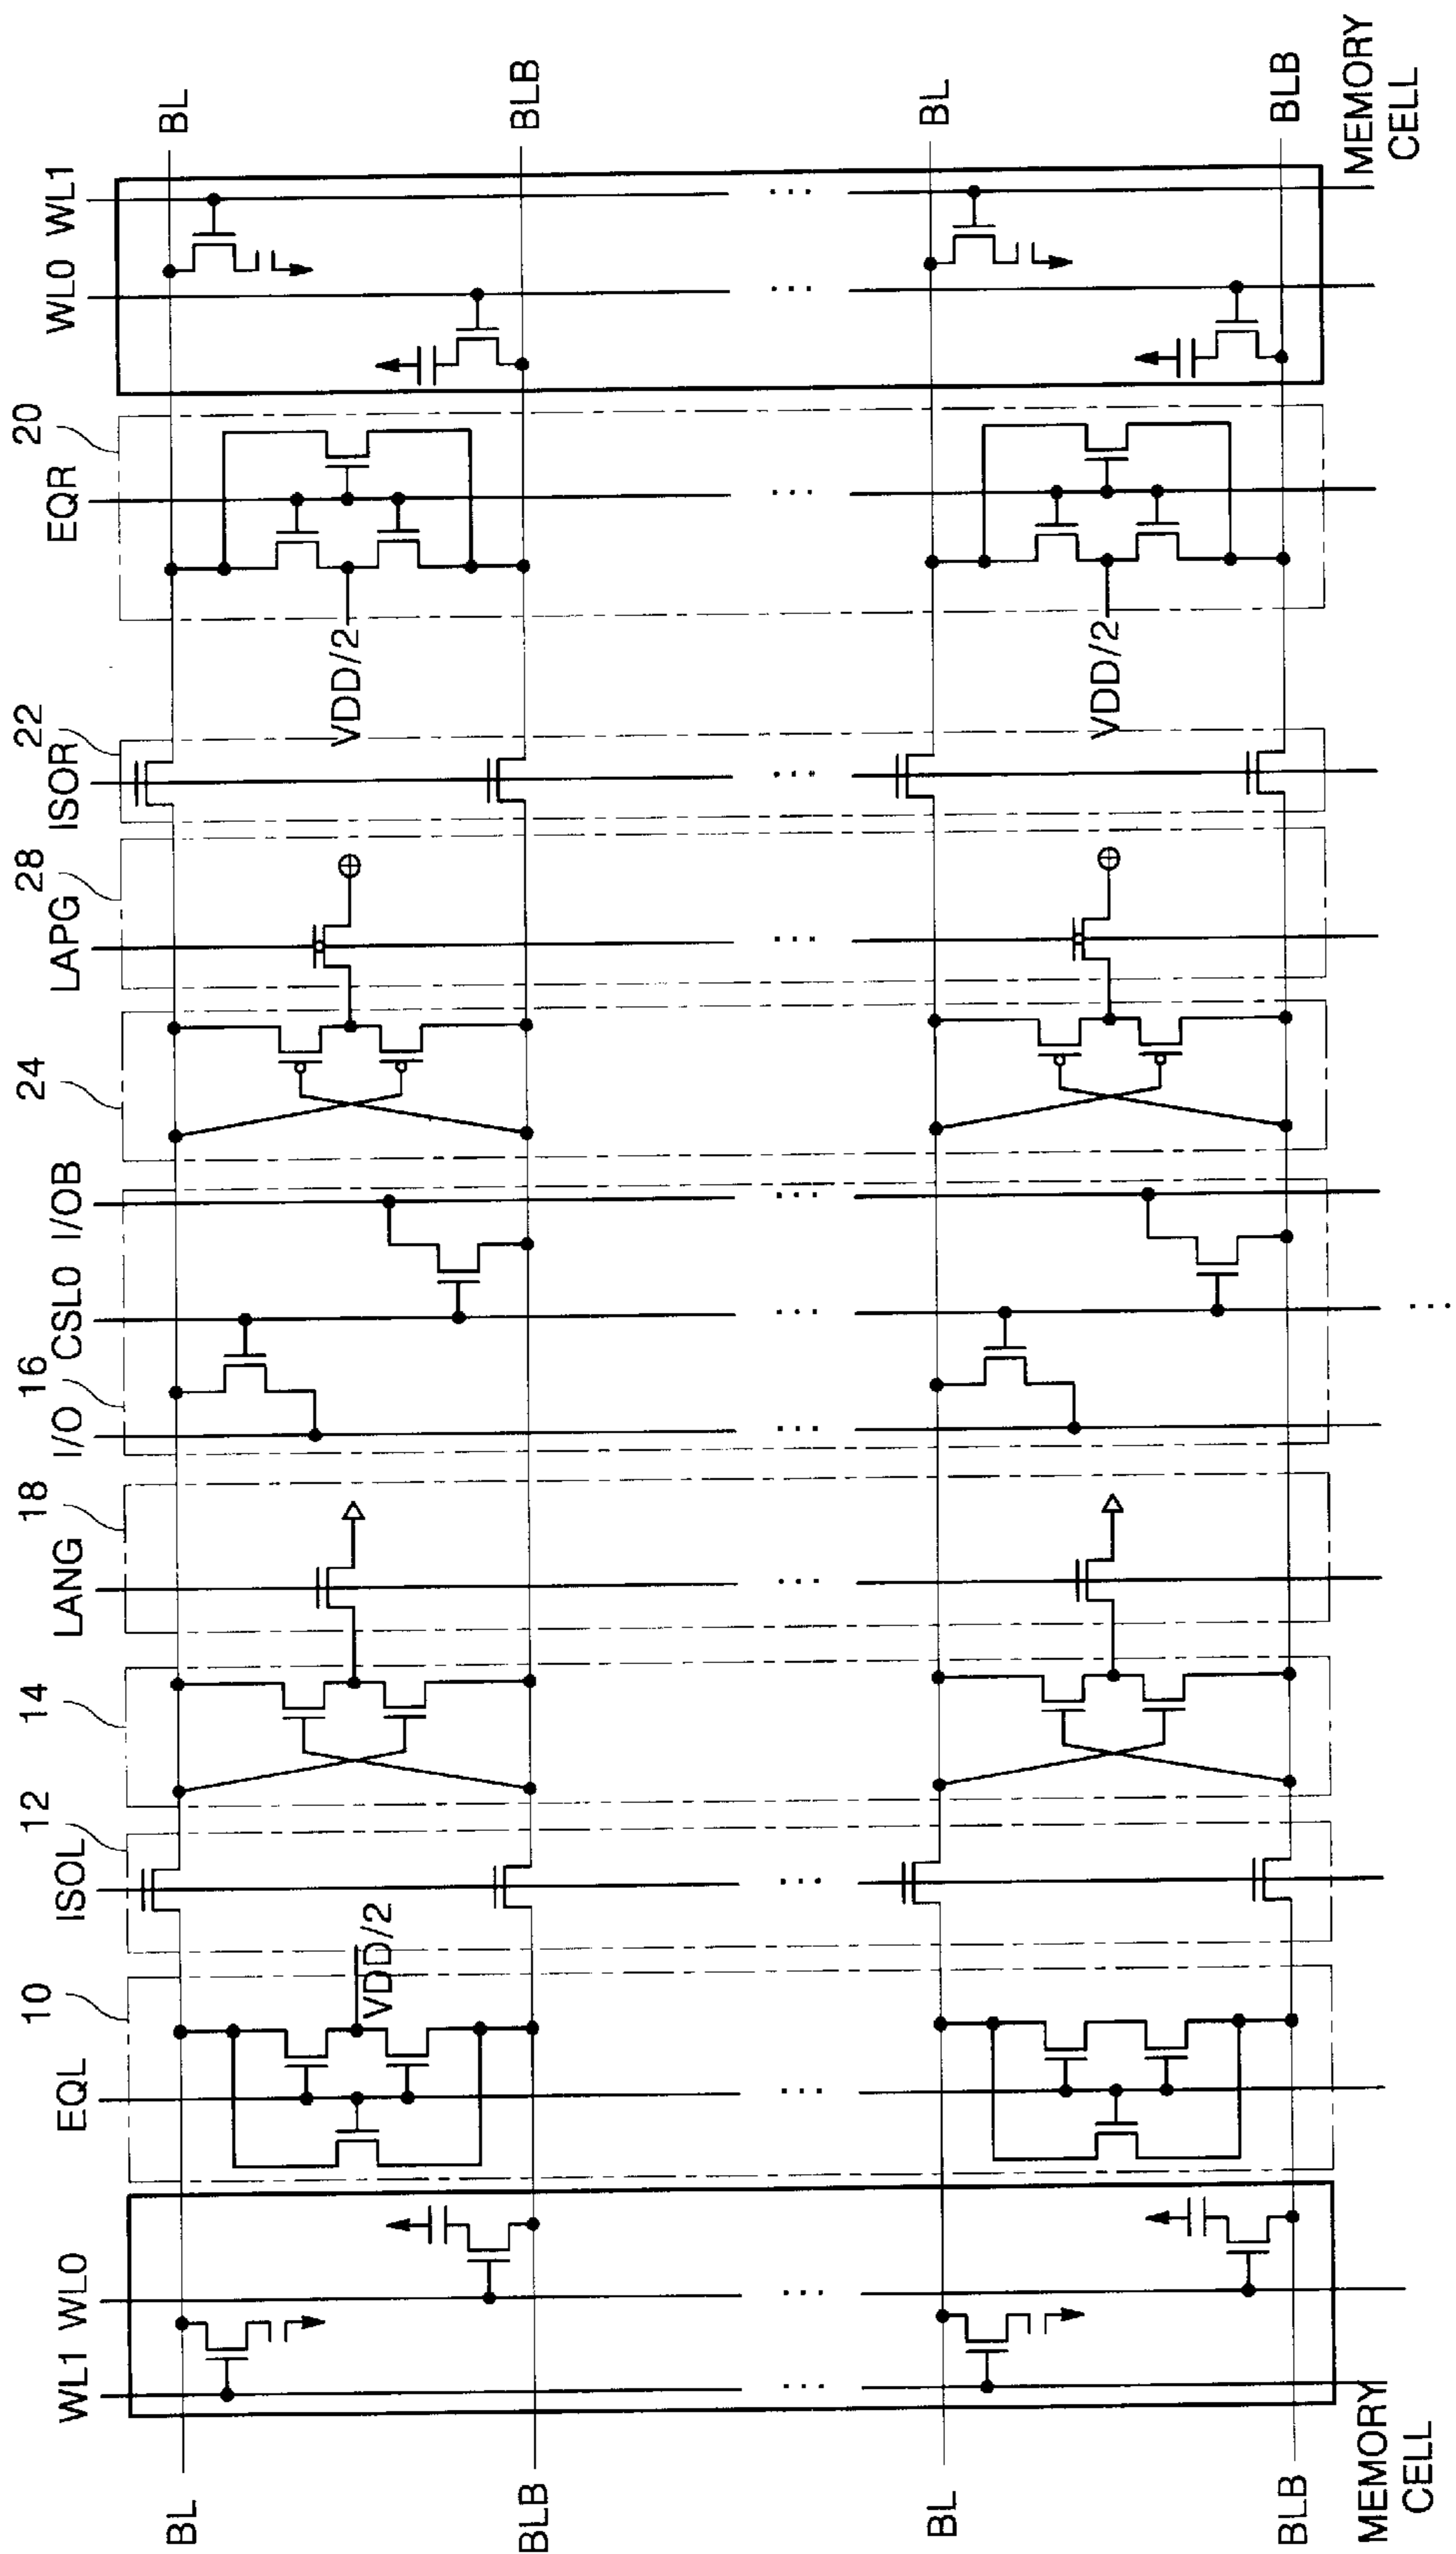 WL1 WL0
EQL
10
ISOL
12
14
LANG
18
I/O
16
CSL0
I/OB
24
LAPG
28
ISOR
22
EQR
20
WL0 WL1
BL
BLB
BL
BLB
MEMORY
CELL
VDD/2
VDD/2
VDD/2
...
BL
BLB
BL
BLB
MEMORY
CELL